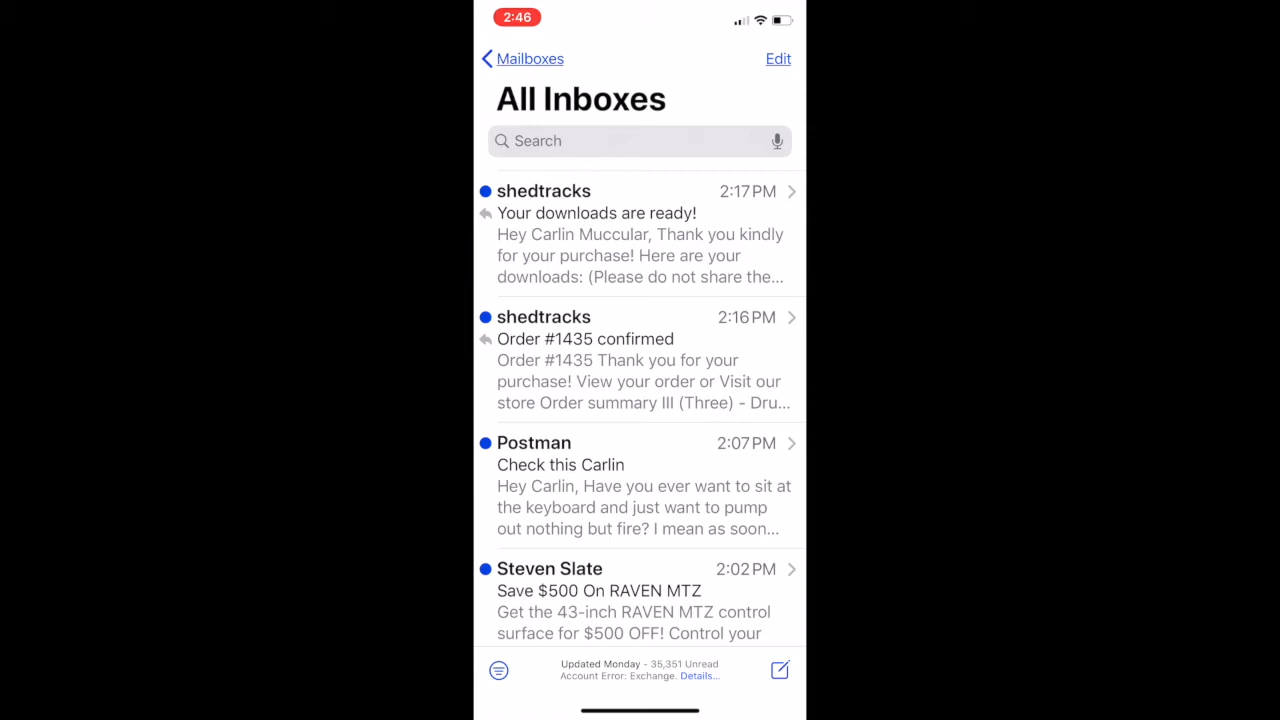 2:46
Mailboxes
Edit
All Inboxes
Search
shedtracks 2:17 PM
Your downloads are ready!
Hey Carlin Muccular, Thank you kindly
for your purchase! Here are your
downloads: (Please do not share the...
shedtracks 2:16 PM
Order #1435 confirmed
Order #1435 Thank you for your
purchase! View your order or Visit our
store Order summary III (Three) - Dru...
Postman 2:07 PM
Check this Carlin
Hey Carlin, Have you ever want to sit at
the keyboard and just want to pump
out nothing but fire? I mean as soon...
Steven Slate 2:02 PM
Save $500 On RAVEN MTZ
Get the 43-inch RAVEN MTZ control
surface for $500 OFF! Control your
Updated Monday - 35,351 Unread
Account Error: Exchange. Details...